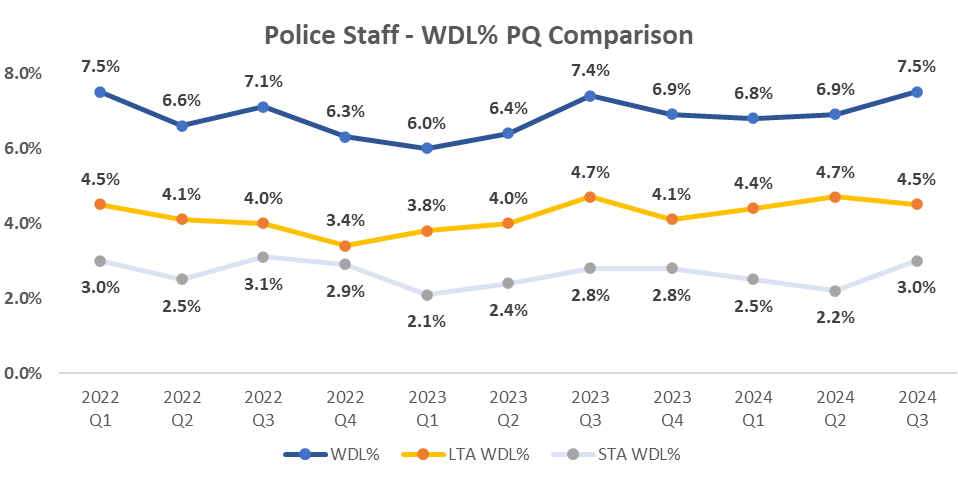 Police Staff - WDL% PQ Comparison
8.0%
7.5% 6.6% 7.1% 6.3% 6.0% 6.4% 7.4% 6.9% 6.8% 6.9% 7.5%
6.0%
4.5% 4.1% 4.0% 3.4% 3.8% 4.0% 4.7% 4.1% 4.4% 4.7% 4.5%
4.0%
3.0% 2.5% 3.1% 2.9% 2.1% 2.4% 2.8% 2.8% 2.5% 2.2% 3.0%
2.0%
0.0%
2022 2022 2022 2022 2023 2023 2023 2023 2024 2024 2024
Q1 Q2 Q3 Q4 Q1 Q2 Q3 Q4 Q1 Q2 Q3
WDL% LTA WDL% STA WDL%